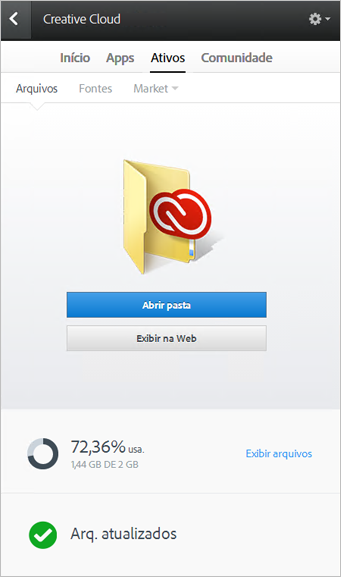 Creative Cloud
Início Apps Ativos Comunidade
Arquivos Fontes Market
Abrir pasta
Exibir na Web
72,36% usa.
1,44 GB DE 2 GB
Exibir arquivos
Arq. atualizados